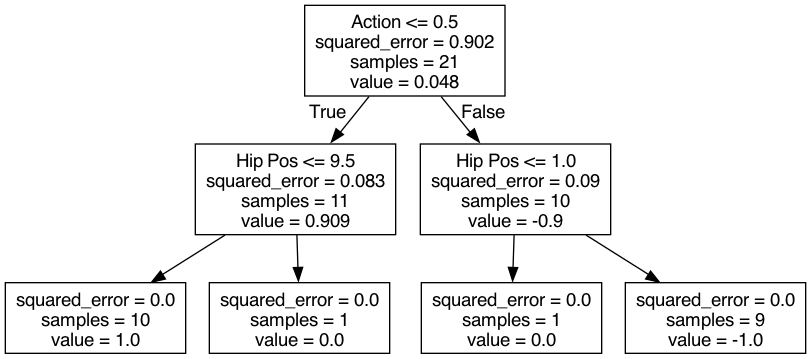 Action <= 0.5
squared_error = 0.902
samples = 21
value = 0.048
True
False
Hip Pos <= 9.5
squared_error = 0.083
samples = 11
value = 0.909
Hip Pos <= 1.0
squared_error = 0.09
samples = 10
value = -0.9
squared_error = 0.0
samples = 10
value = 1.0
squared_error = 0.0
samples = 1
value = 0.0
squared_error = 0.0
samples = 1
value = 0.0
squared_error = 0.0
samples = 9
value = -1.0